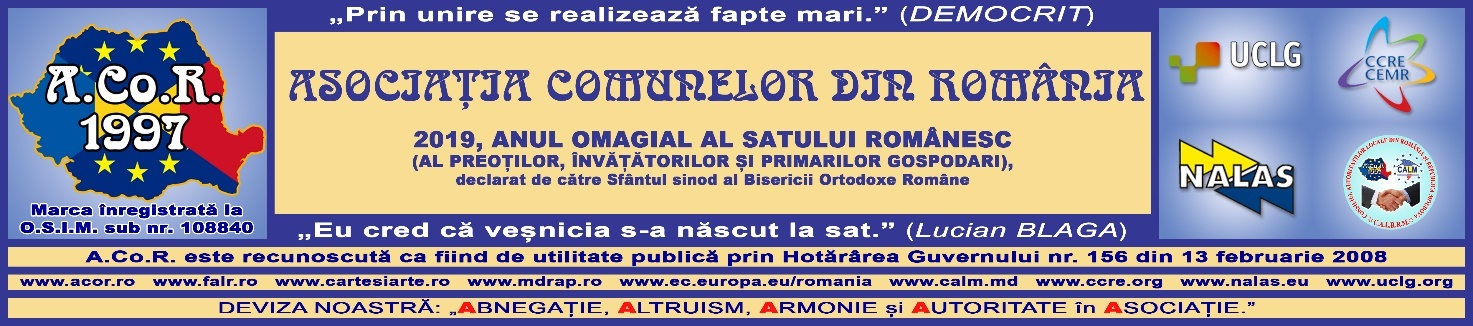 „Prin unire se realizează fapte mari.” (DEMOCRIT)
A.Co.R.
1997
Marca înregistrată la
O.S.I.M. sub nr. 108840
ASOCIAȚIA COMUNELOR DIN ROMÂNIA
2019, ANUL OMAGIAL AL SATULUI ROMÂNESC
(AL PREOȚILOR, ÎNVĂȚĂTORILOR ȘI PRIMARILOR GOSPODARI),
declarat de către Sfântul sinod al Bisericii Ortodoxe Române
„Eu cred că veșnicia s-a născut la sat.” (Lucian BLAGA)
UCLG
CCRE
CEMR
NALAS
CALM
A.Co.R. este recunoscută ca fiind de utilitate publică prin Hotărârea Guvernului nr. 156 din 13 februarie 2008
www.acor.ro www.falr.ro www.cartesiarte.ro www.mdrap.ro www.ec.europa.eu/romania www.calm.md www.ccre.org www.nalas.eu www.uclg.org
DEVIZA NOASTRĂ: „ABNEGAȚIE, ALTRUISM, ARMONIE și AUTORITATE în ASOCIAȚIE.”